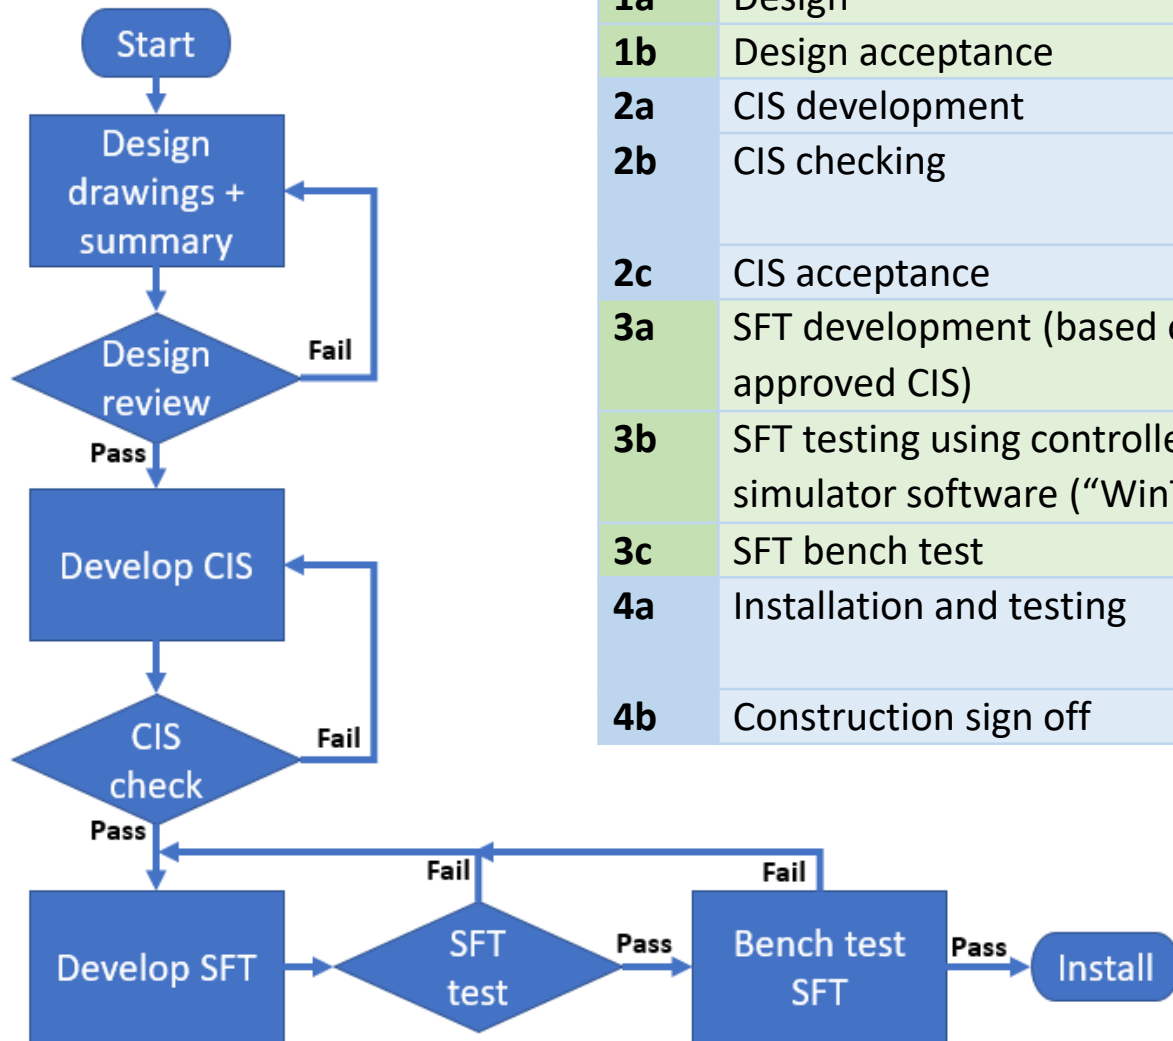 Start
Design
drawings +
summary
Design
review
Fail
Pass
Develop CIS
CIS
check
Fail
Pass
Develop SFT
Fail
SFT
test
Pass
Fail
Bench test
SFT
Pass
Install
1a Design
1b Design acceptance
2a CIS development
2b CIS checking
2c CIS acceptance
3a SFT development (based
approved CIS)
3b SFT testing using
simulator software
3c SFT bench test
4a Installation and testing
4b Construction sign off